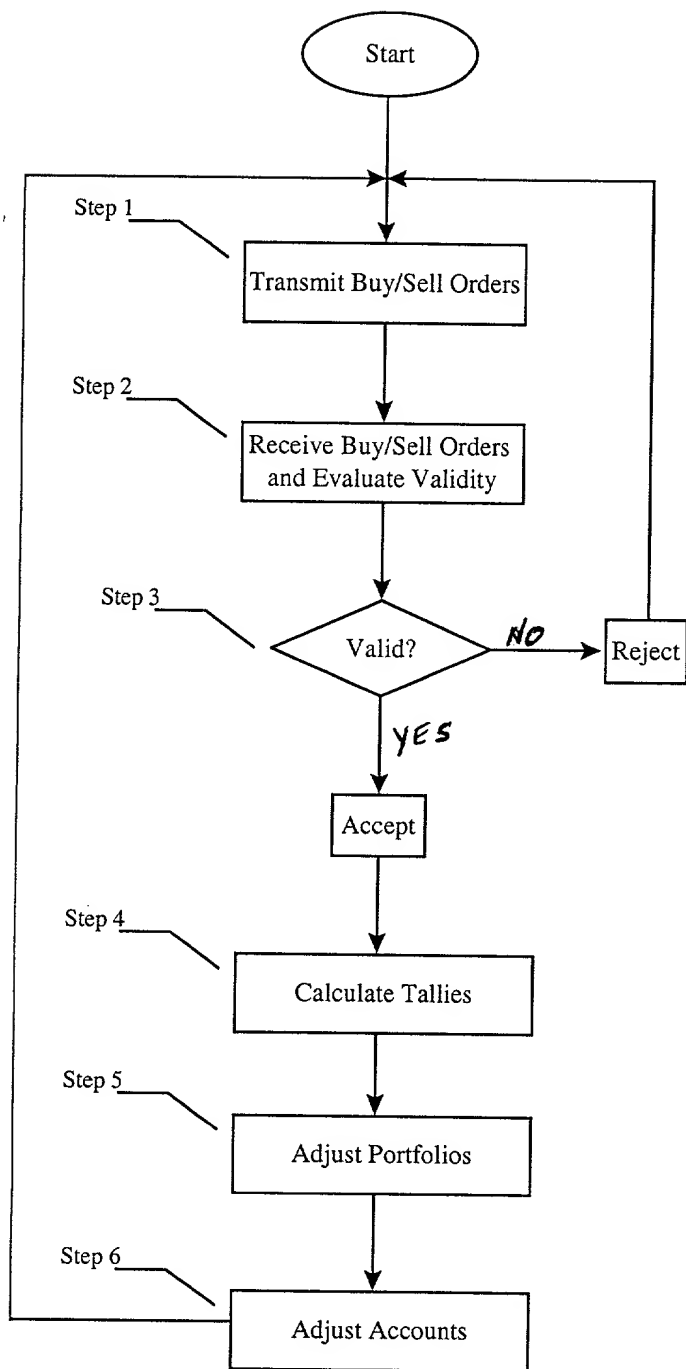 Start
Step 1
Transmit Buy/Sell Orders
Step 2
Receive Buy/Sell Orders
and Evaluate Validity
Step 3
Valid?
NO
Reject
YES
Accept
Step 4
Calculate Tallies
Step 5
Adjust Portfolios
Step 6
Adjust Accounts